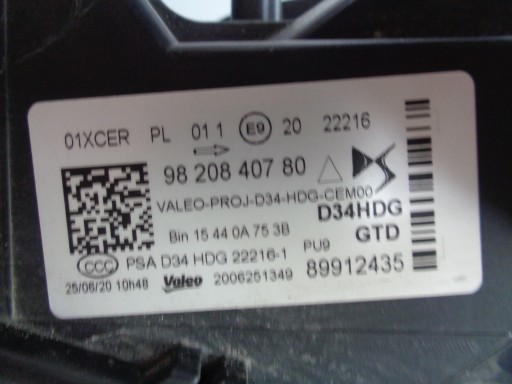 01XCER PL 01 1 E9 20 22216
98 208 407 80
VALEO-PROJ-D34-HDG-CEM00
D34HDG
Bin 15 44 0A 75 3B GTD
CCC PSA D34 HDG 22216-1 PU9
25/06/20 10h48 Valeo 2006251349 89912435